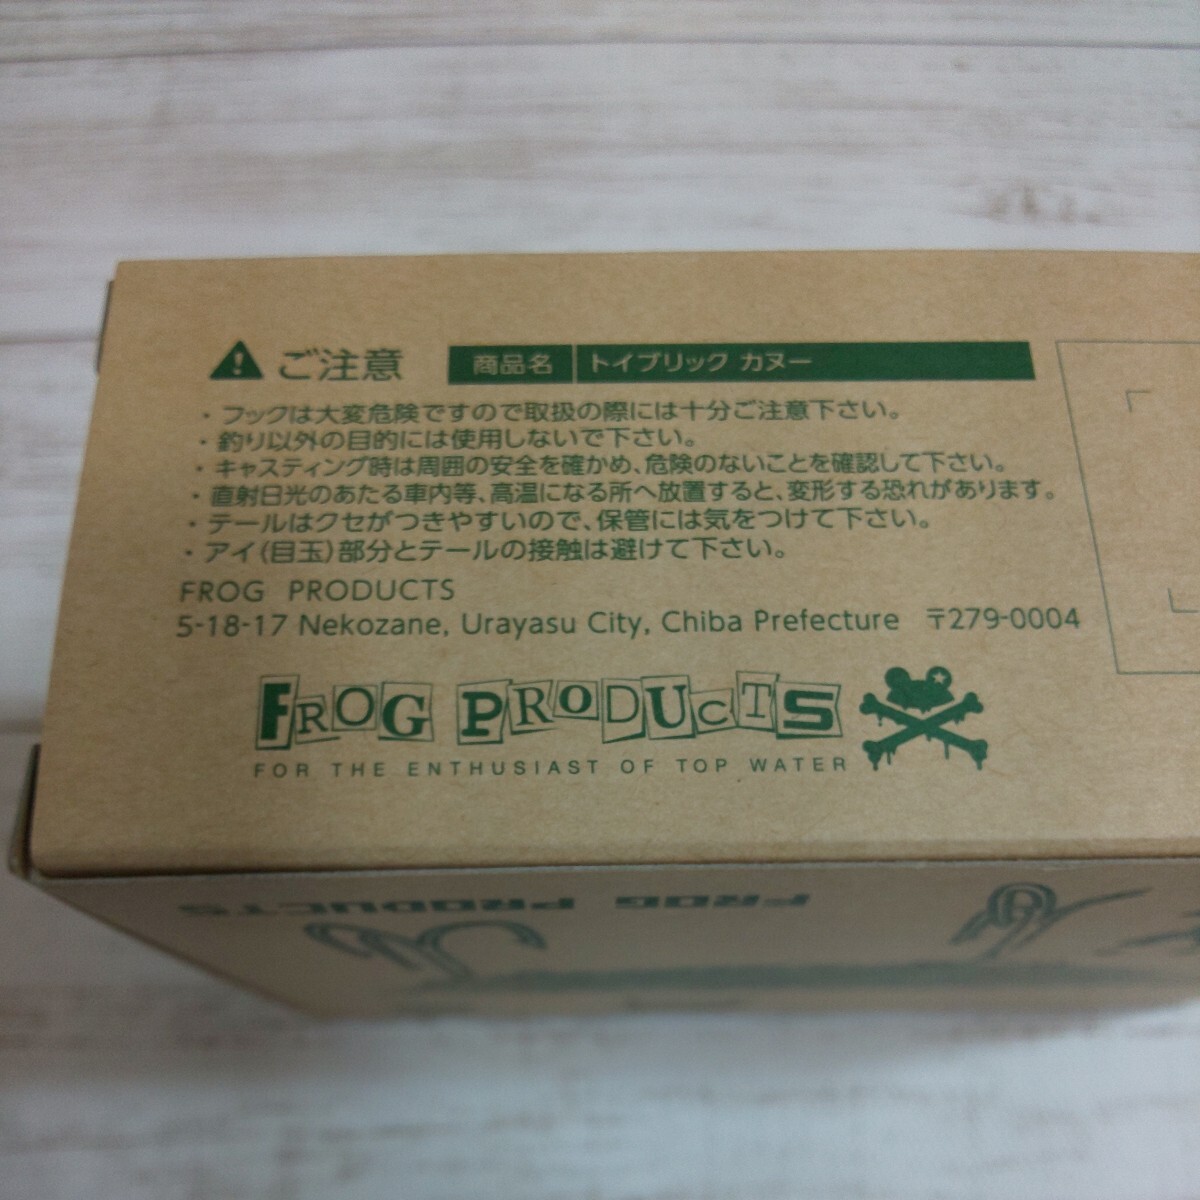 ご注意 商品名 トイブリック カヌー
・フックは大変危険ですので取扱の際には十分ご注意下さい。
・釣り以外の目的には使用しないで下さい。
・キャスティング時は周囲の安全を確かめ、危険のないことを確認して下さい。
・直射日光のあたる車内等、高温になる所へ放置すると、変形する恐れがあります。
・テールはクセがつきやすいので、保管には気をつけて下さい。
・アイ(目玉)部分とテールの接触は避けて下さい。
FROG PRODUCTS
5-18-17 Nekozane, Urayasu City, Chiba Prefecture 〒279-0004
FROG PRODUCTS
FOR THE ENTHUSIAST OF TOP WATER
FROG PRODUCTS